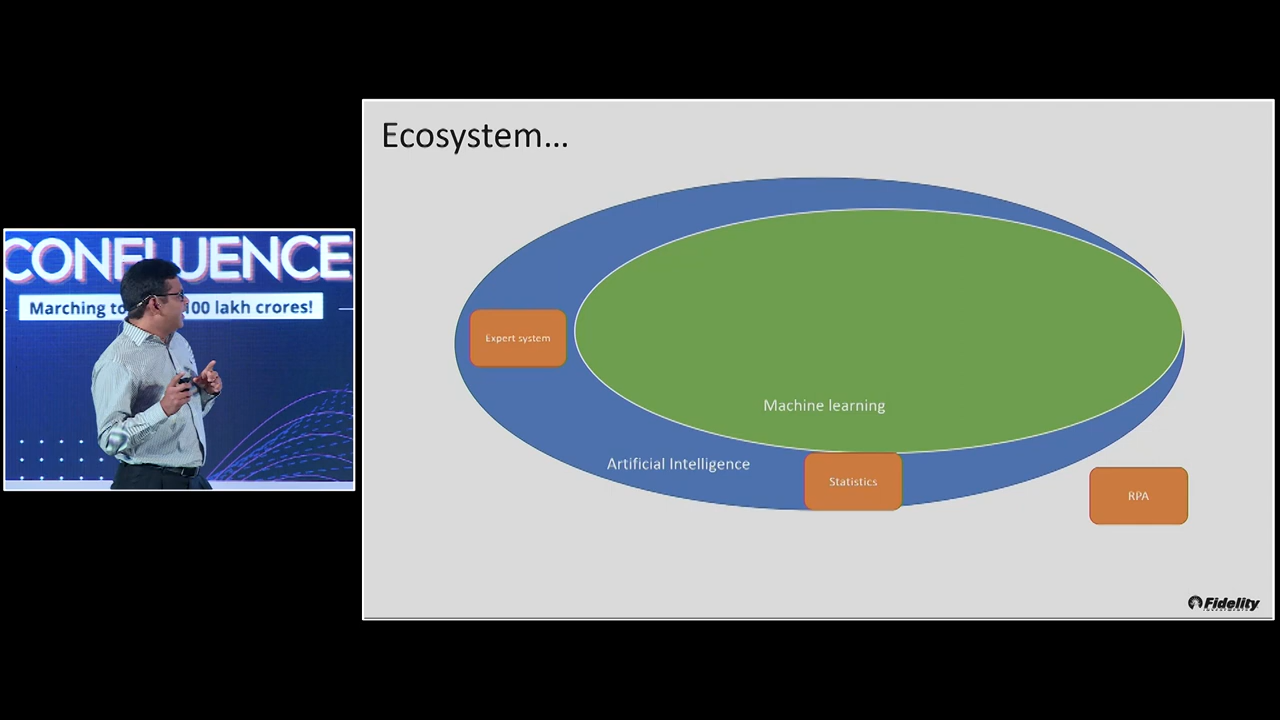 CONFLUENCE
Marching to 100 lakh crores!
Ecosystem...
Expert system
Machine learning
Artificial Intelligence
Statistics
RPA
Fidelity